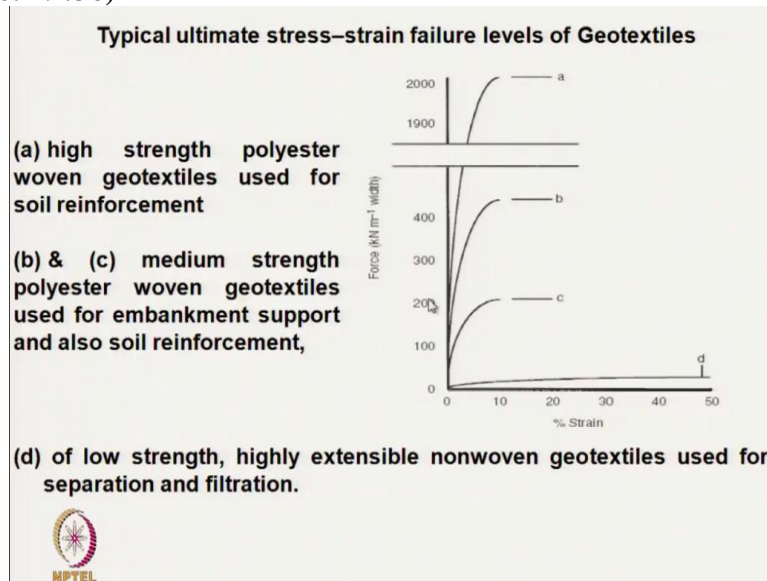 Typical ultimate stress–strain failure levels of Geotextiles
(a) high strength polyester
woven geotextiles used for
soil reinforcement
(b) & (c) medium strength
polyester woven geotextiles
used for embankment support
and also soil reinforcement,
2000
1900
400
300
200
100
0
Force (kN m⁻¹ width)
a
b
c
d
0 10 20 30 40 50
% Strain
(d) of low strength, highly extensible nonwoven geotextiles used for
separation and filtration.
NPTEL